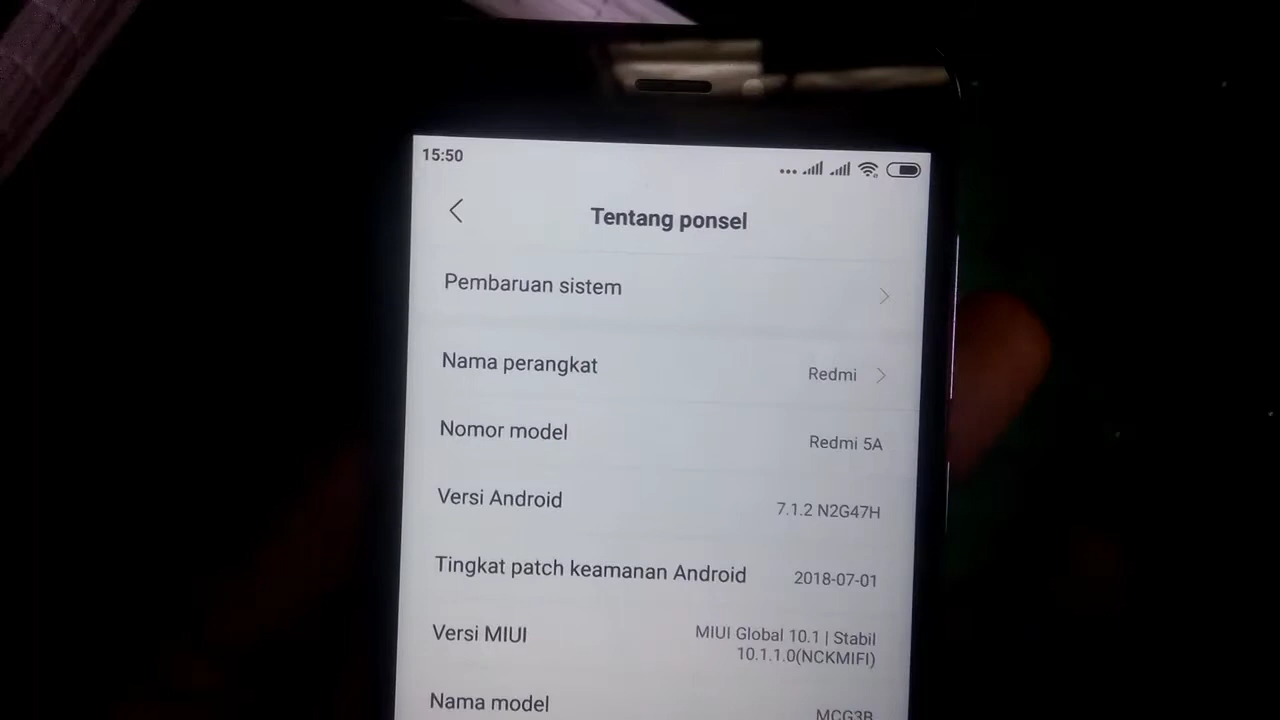 15:50
Tentang ponsel
Pembaruan sistem
Nama perangkat Redmi
Nomor model Redmi 5A
Versi Android 7.1.2 N2G47H
Tingkat patch keamanan Android 2018-07-01
Versi MIUI MIUI Global 10.1 | Stabil
10.1.1.0(NCKMIFI)
Nama model MCG3B